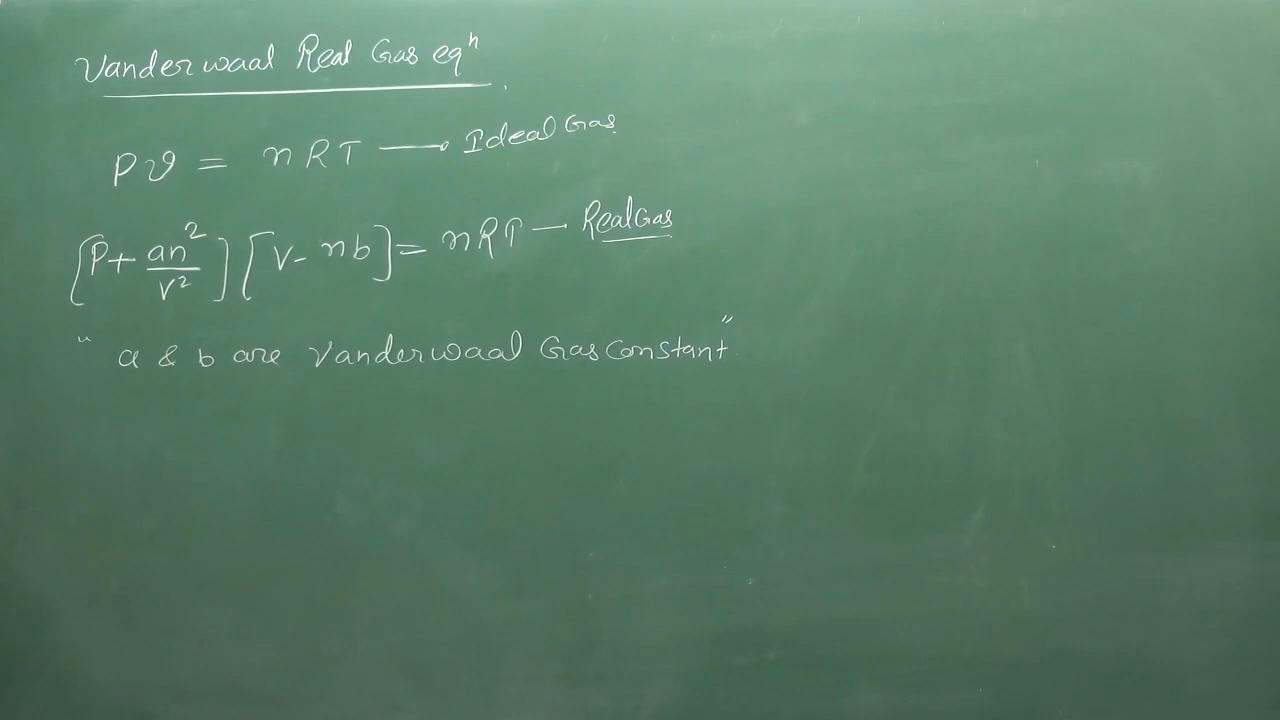 Vanderwaal Real Gas eqⁿ
Pv = nRT → Ideal Gas
[P + an²/v²] [v - nb] = nRT — Real Gas
"a & b are Vanderwaal Gas Constant"